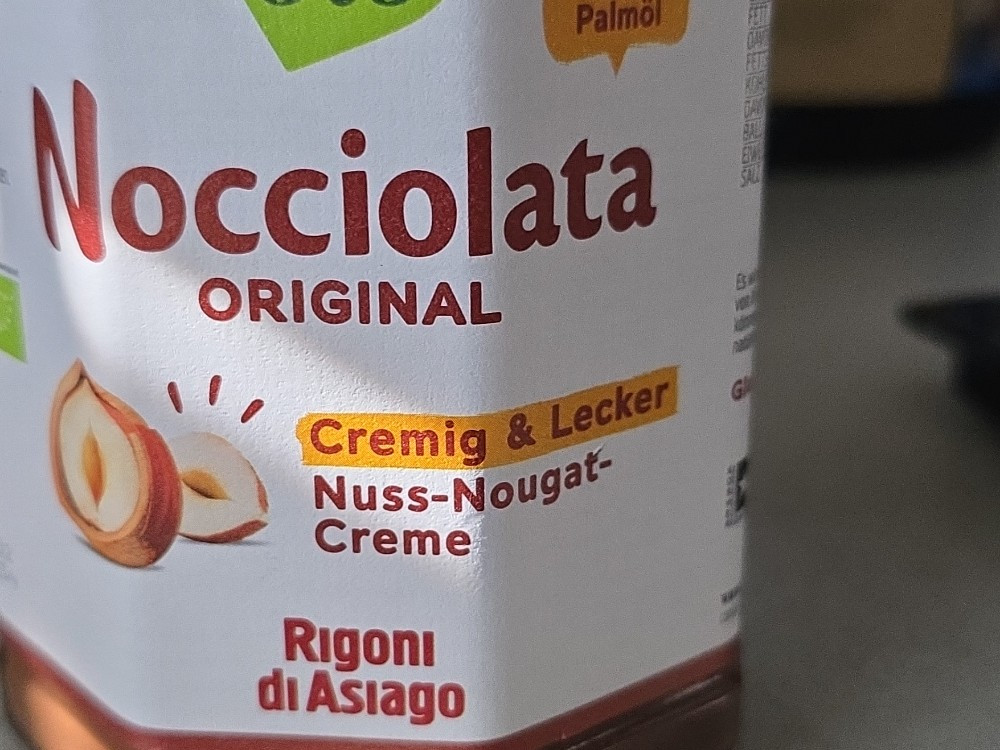 Palmöl
Nocciolata
ORIGINAL
Cremig & Lecker
Nuss-Nougat-
Creme
Rigoni
di Asiago